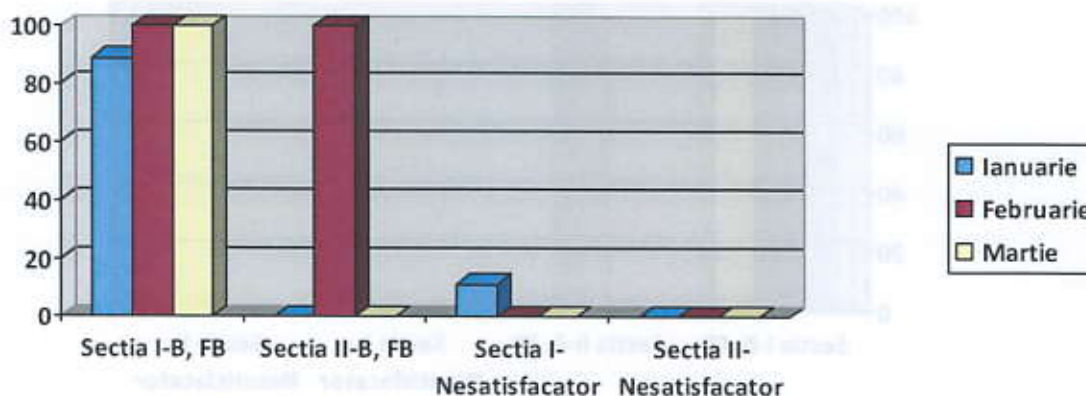 100
80
60
40
20
0
Sectia I-B, FB
Sectia II-B, FB
Sectia I-
Nesatisfacator
Sectia II-
Nesatisfacator
Ianuarie
Februarie
Martie